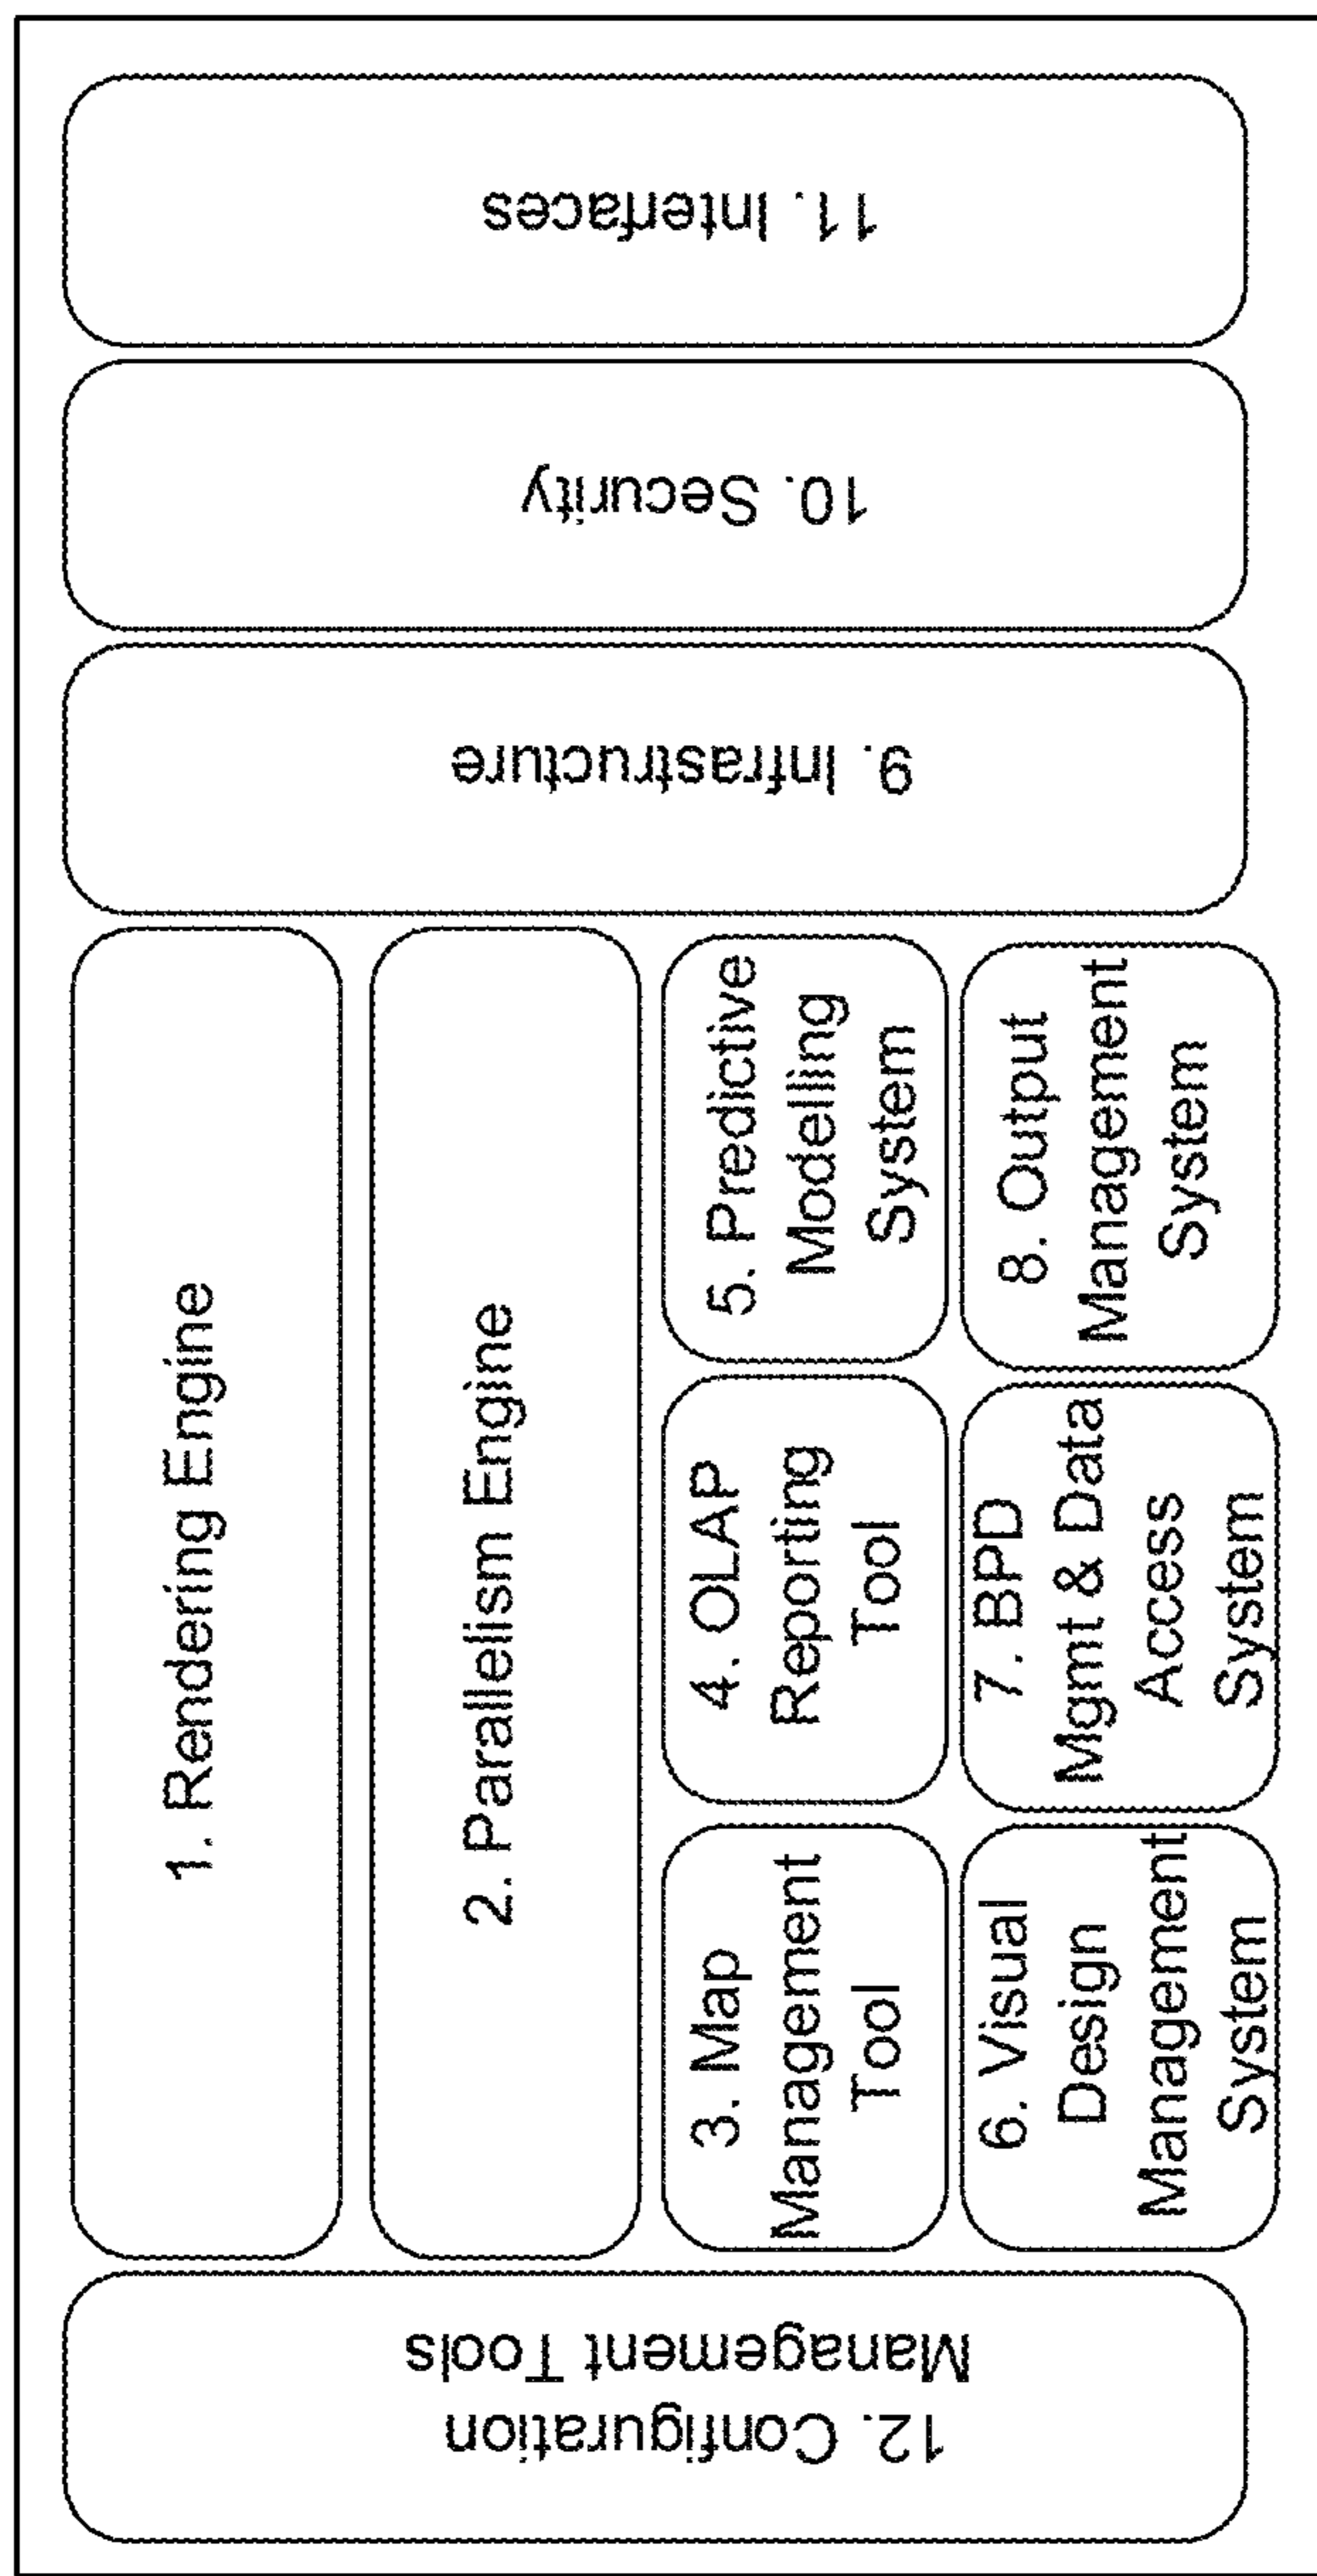 1. Rendering Engine
2. Parallelism Engine
3. Map
Management
Tool
4. OLAP
Reporting
Tool
5. Predictive
Modelling
System
6. Visual
Design
Management
System
7. BPD
Mgmt & Data
Access
System
8. Output
Management
System
9. Infrastructure
10. Security
11. Interfaces
12. Configuration
Management Tools